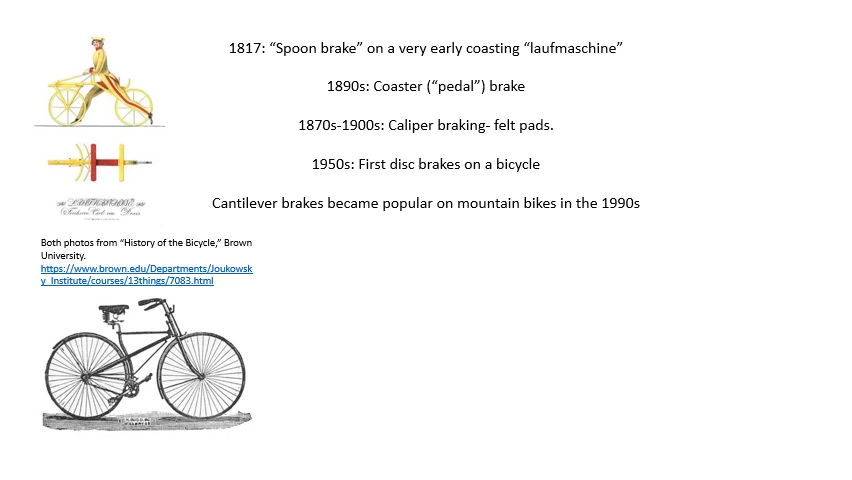 1817: “Spoon brake” on a very early coasting “laufmaschine”
1890s: Coaster (“pedal”) brake
1870s-1900s: Caliper braking- felt pads.
1950s: First disc brakes on a bicycle
Cantilever brakes became popular on mountain bikes in the 1990s
Both photos from “History of the Bicycle,” Brown
University.
https://www.brown.edu/Departments/Joukowsk
y_Institute/courses/13things/7083.html